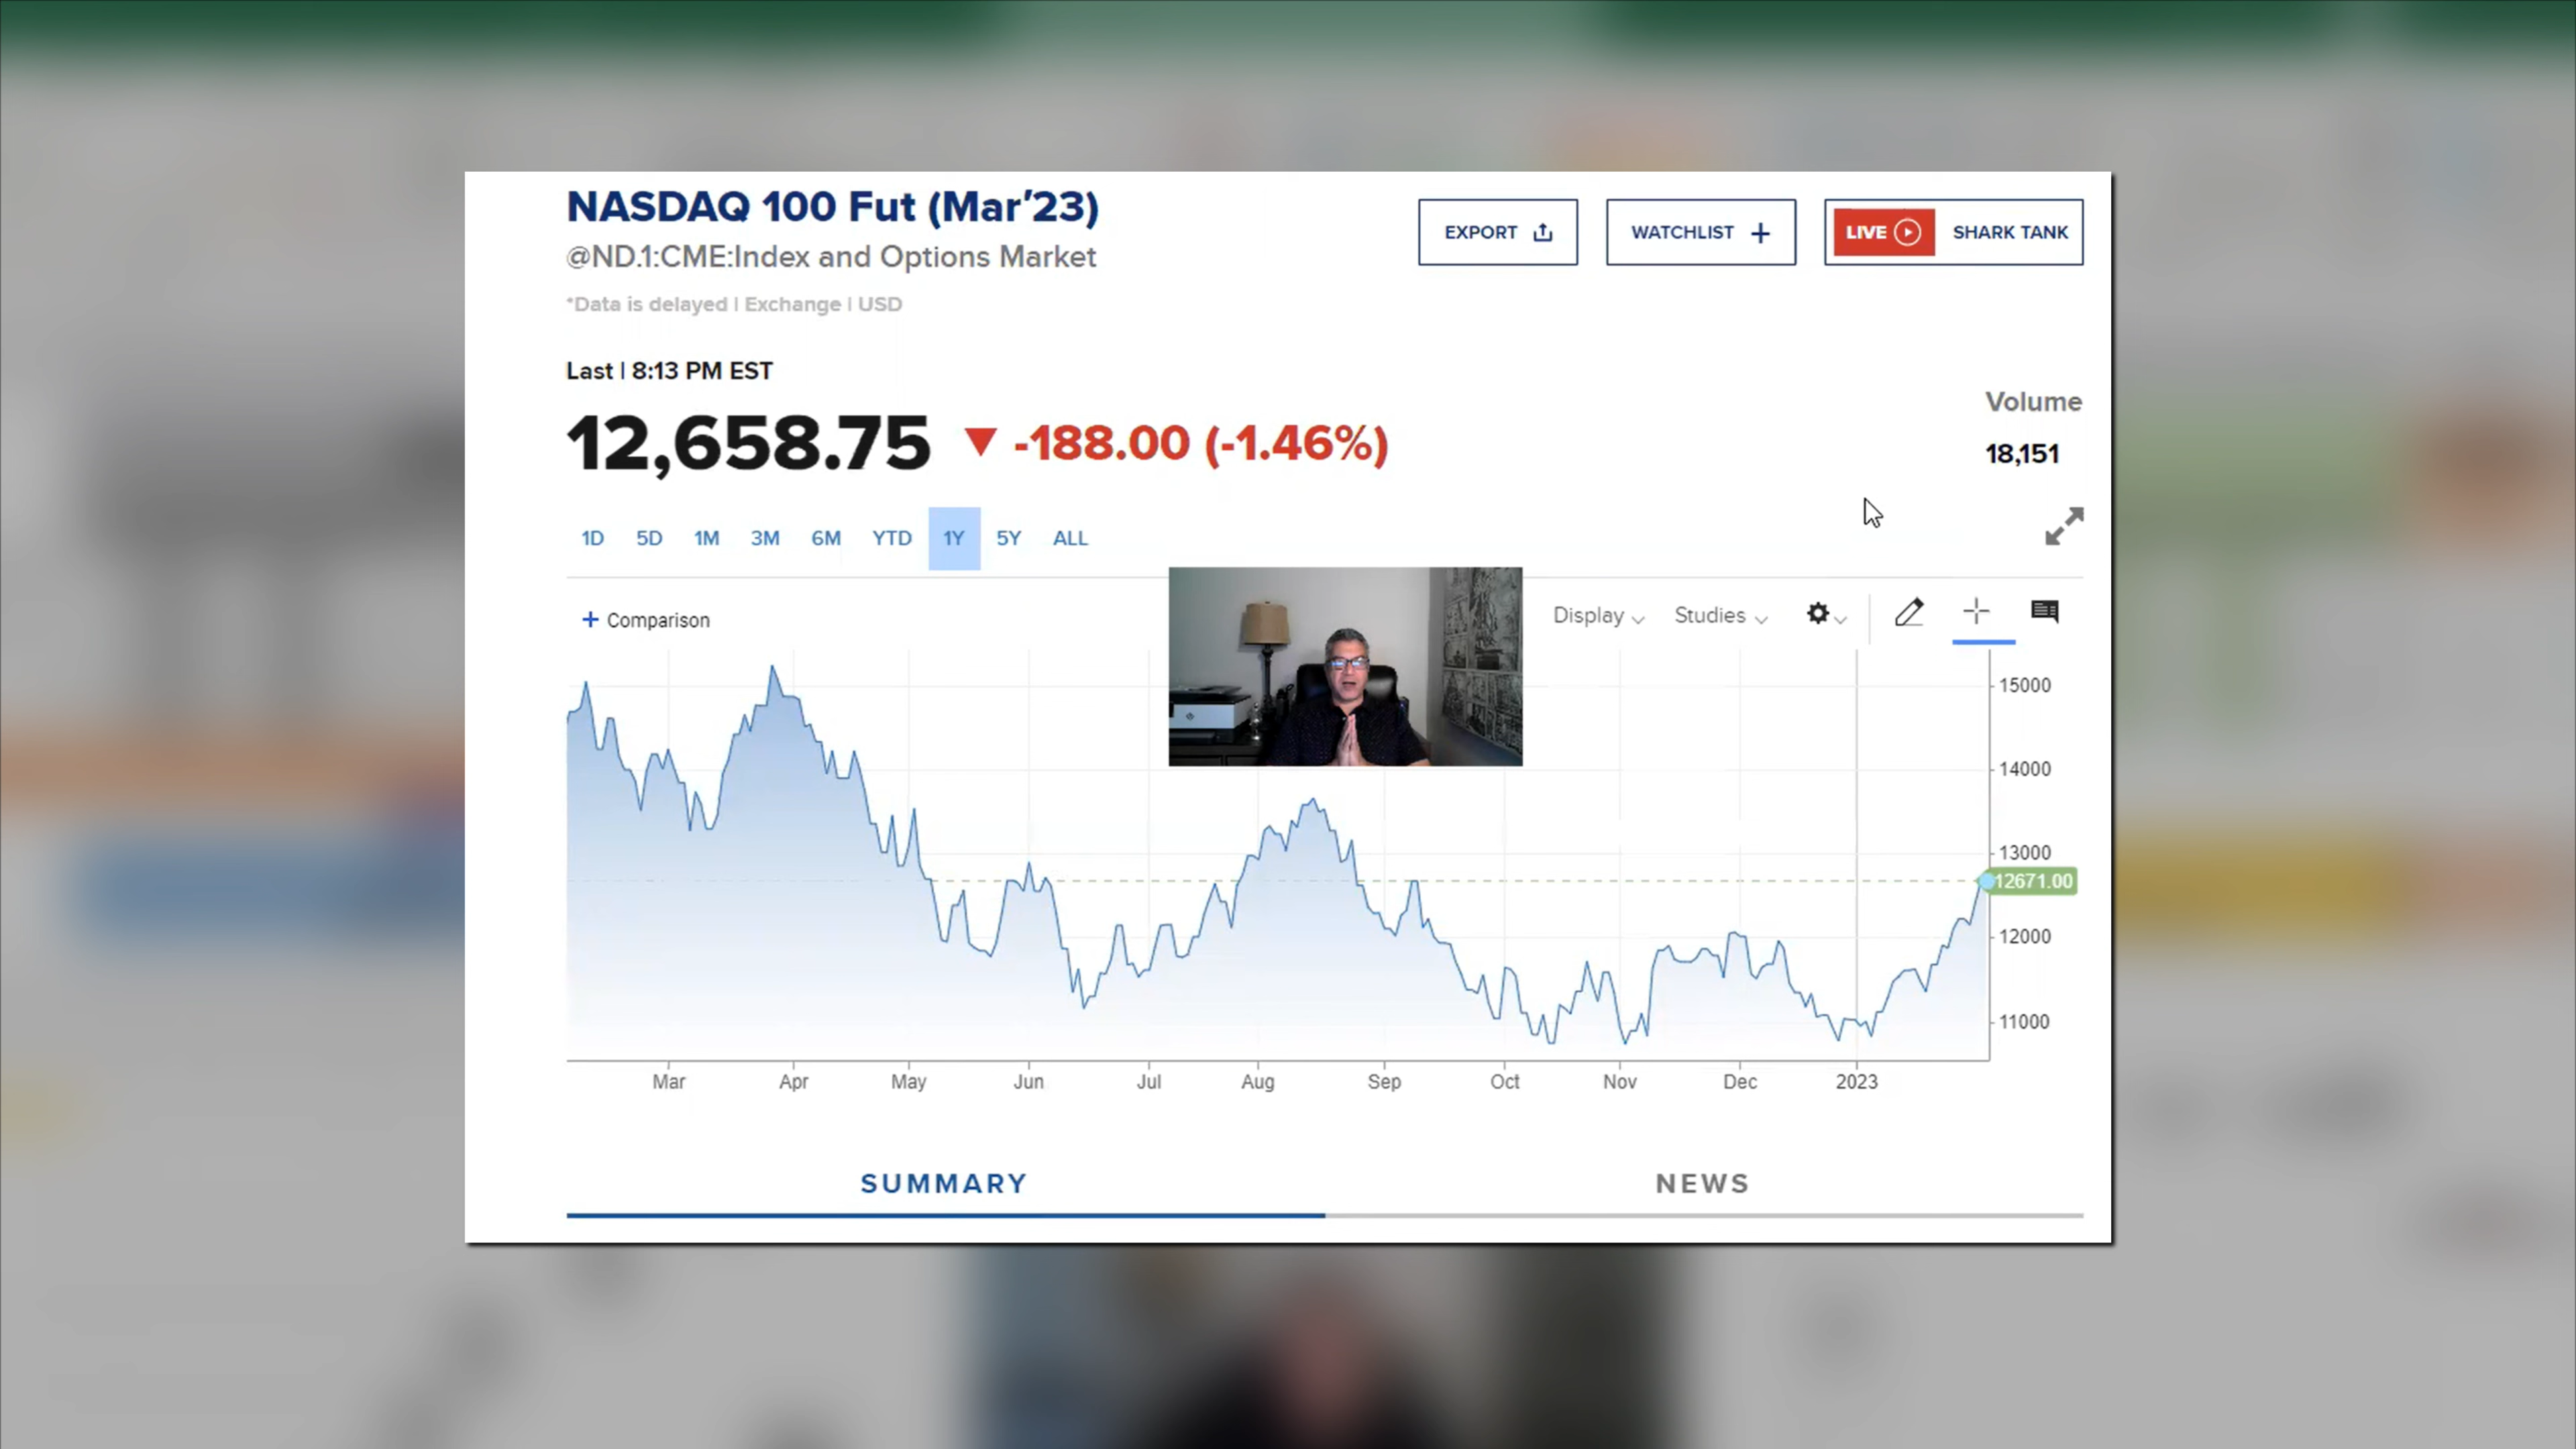 NASDAQ 100 Fut (Mar'23)
@ND.1:CME:Index and Options Market
*Data is delayed | Exchange | USD
EXPORT
WATCHLIST +
LIVE SHARK TANK
Last | 8:13 PM EST
12,658.75 ▼ -188.00 (-1.46%)
Volume
18,151
1D 5D 1M 3M 6M YTD 1Y 5Y ALL
+ Comparison
Display Studies
15000
14000
13000
12671.00
12000
11000
Mar Apr May Jun Jul Aug Sep Oct Nov Dec 2023
SUMMARY NEWS